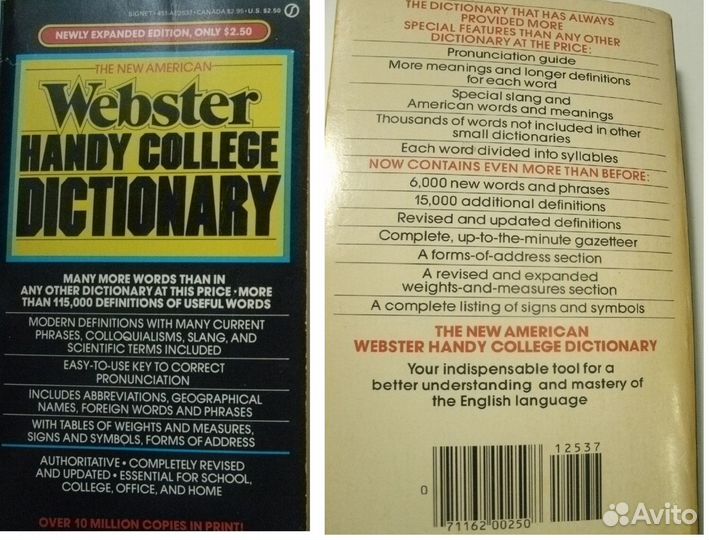 SIGNET • 451-AE2537 • CANADA $2.95 • U.S. $2.50
NEWLY EXPANDED EDITION, ONLY $2.50
THE NEW AMERICAN
Webster
HANDY COLLEGE
DICTIONARY
MANY MORE WORDS THAN IN
ANY OTHER DICTIONARY AT THIS PRICE • MORE
THAN 115,000 DEFINITIONS OF USEFUL WORDS
MODERN DEFINITIONS WITH MANY CURRENT
PHRASES, COLLOQUIALISMS, SLANG, AND
SCIENTIFIC TERMS INCLUDED
EASY-TO-USE KEY TO CORRECT
PRONUNCIATION
INCLUDES ABBREVIATIONS, GEOGRAPHICAL
NAMES, FOREIGN WORDS AND PHRASES
WITH TABLES OF WEIGHTS AND MEASURES,
SIGNS AND SYMBOLS, FORMS OF ADDRESS
AUTHORITATIVE • COMPLETELY REVISED
AND UPDATED • ESSENTIAL FOR SCHOOL,
COLLEGE, OFFICE, AND HOME
OVER 10 MILLION COPIES IN PRINT!
THE DICTIONARY THAT HAS ALWAYS
PROVIDED MORE
SPECIAL FEATURES THAN ANY OTHER
DICTIONARY AT THE PRICE:
Pronunciation guide
More meanings and longer definitions
for each word
Special slang and
American words and meanings
Thousands of words not included in other
small dictionaries
Each word divided into syllables
NOW CONTAINS EVEN MORE THAN BEFORE:
6,000 new words and phrases
15,000 additional definitions
Revised and updated definitions
Complete, up-to-the-minute gazetteer
A forms-of-address section
A revised and expanded
weights-and-measures section
A complete listing of signs and symbols
THE NEW AMERICAN
WEBSTER HANDY COLLEGE DICTIONARY
Your indispensable tool for a
better understanding and mastery of
the English language
12537
0
71162 00250
Avito